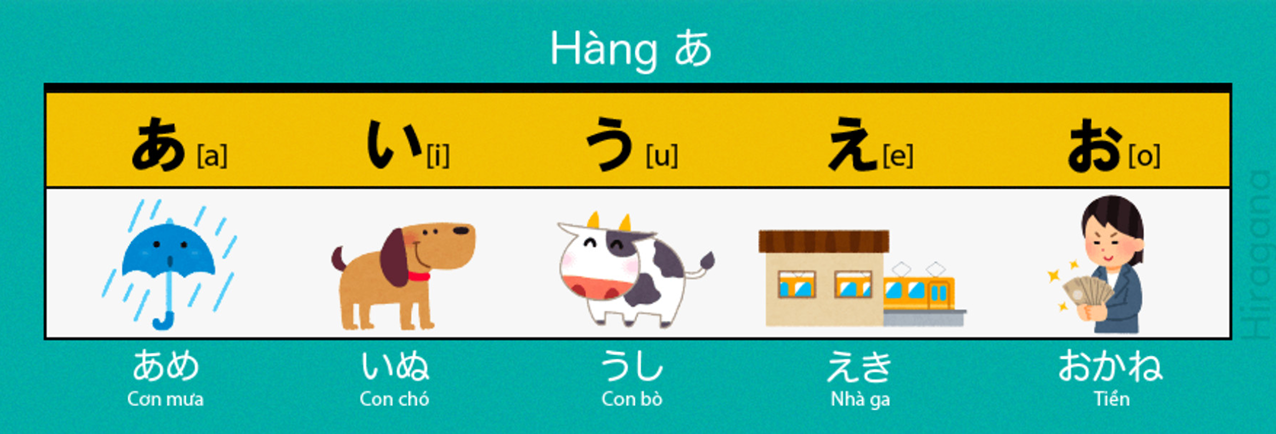 Hàng あ
あ [a] い [i] う [u] え [e] お [o]
あめ いぬ うし えき おかね
Cơn mưa Con chó Con bò Nhà ga Tiền
Hiragana